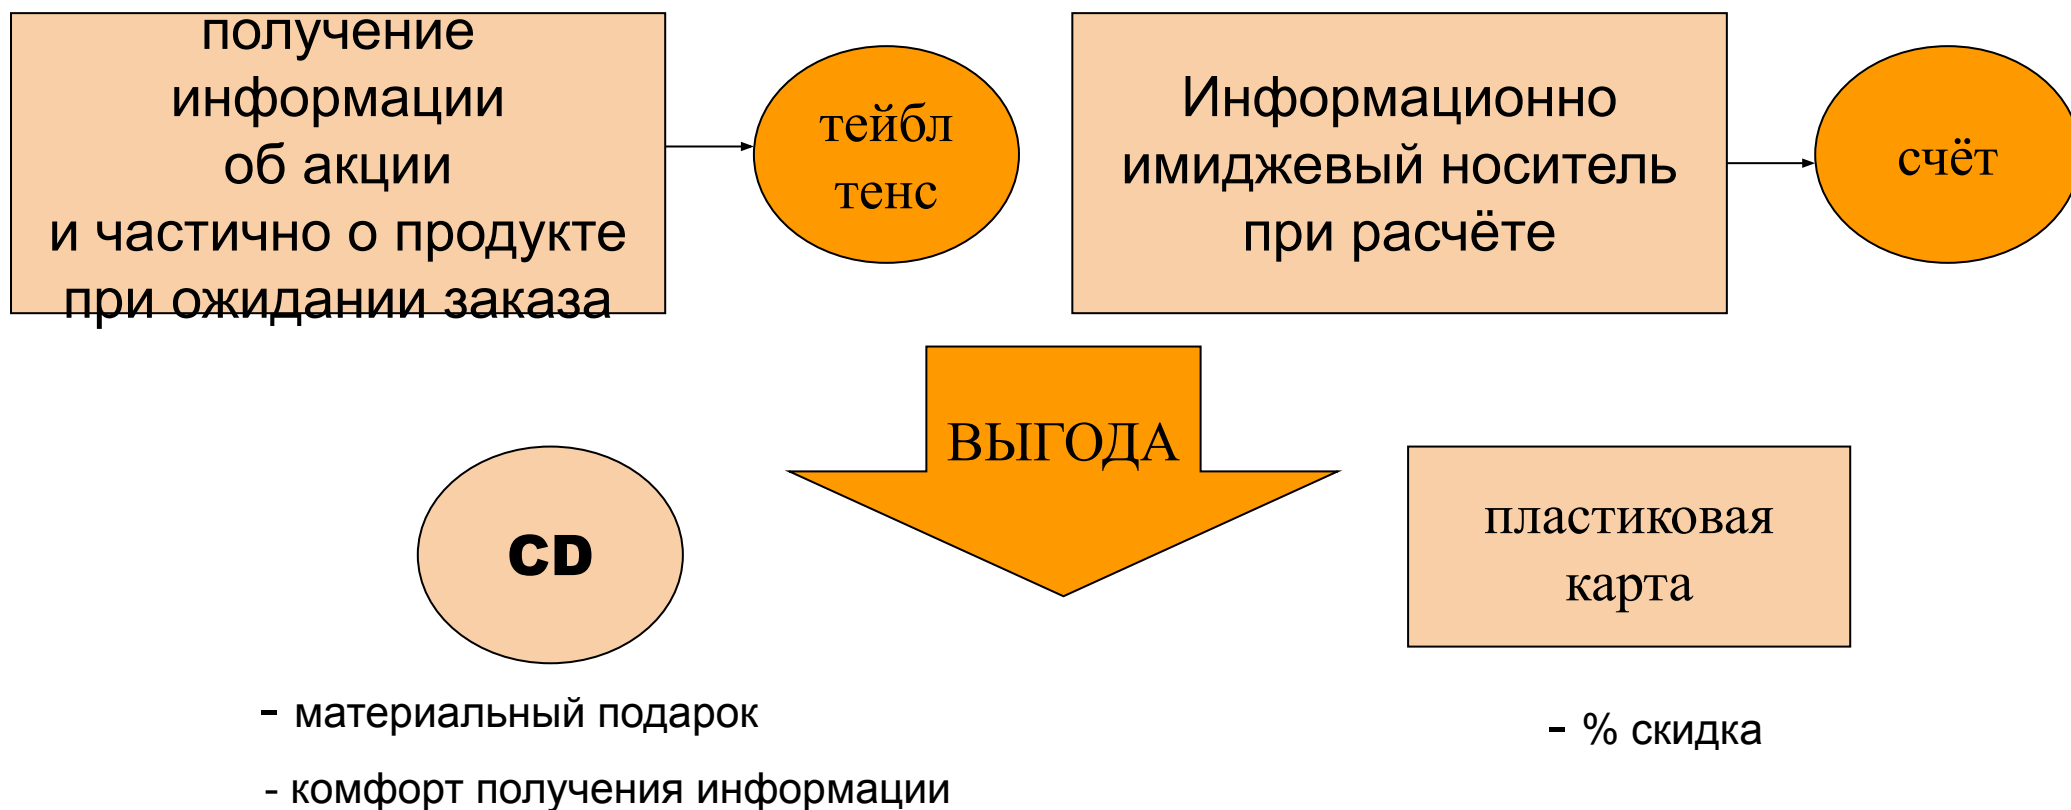 получение
информации
об акции
и частично о продукте
при ожидании заказа
тейбл
тенс
Информационно
имиджевый носитель
при расчёте
счёт
ВЫГОДА
CD
пластиковая
карта
- материальный подарок
- комфорт получения информации
- % скидка